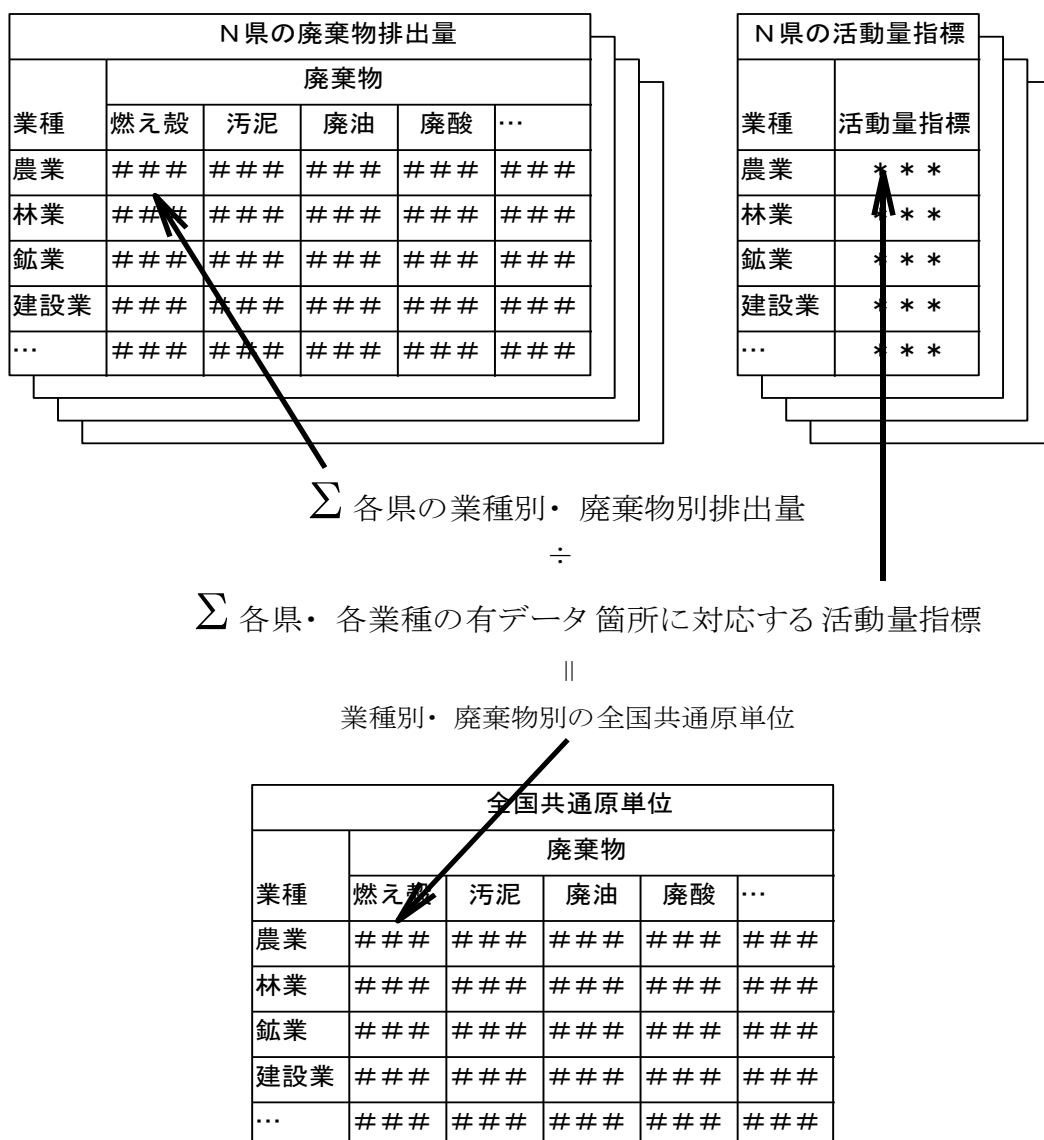 N県の廃棄物排出量
廃棄物
業種 燃え殻 汚泥 廃油 廃酸 …
農業 ### ### ### ### ###
林業 ### ### ### ### ###
鉱業 ### ### ### ### ###
建設業 ### ### ### ### ###
… ### ### ### ### ###
N県の活動量指標
業種 活動量指標
農業 ***
林業 ***
鉱業 ***
建設業 ***
… ***
Σ 各県の業種別・廃棄物別排出量
÷
Σ 各県・各業種の有データ箇所に対応する活動量指標
||
業種別・廃棄物別の全国共通原単位
全国共通原単位
廃棄物
業種 燃え殻 汚泥 廃油 廃酸 …
農業 ### ### ### ### ###
林業 ### ### ### ### ###
鉱業 ### ### ### ### ###
建設業 ### ### ### ### ###
… ### ### ### ### ###